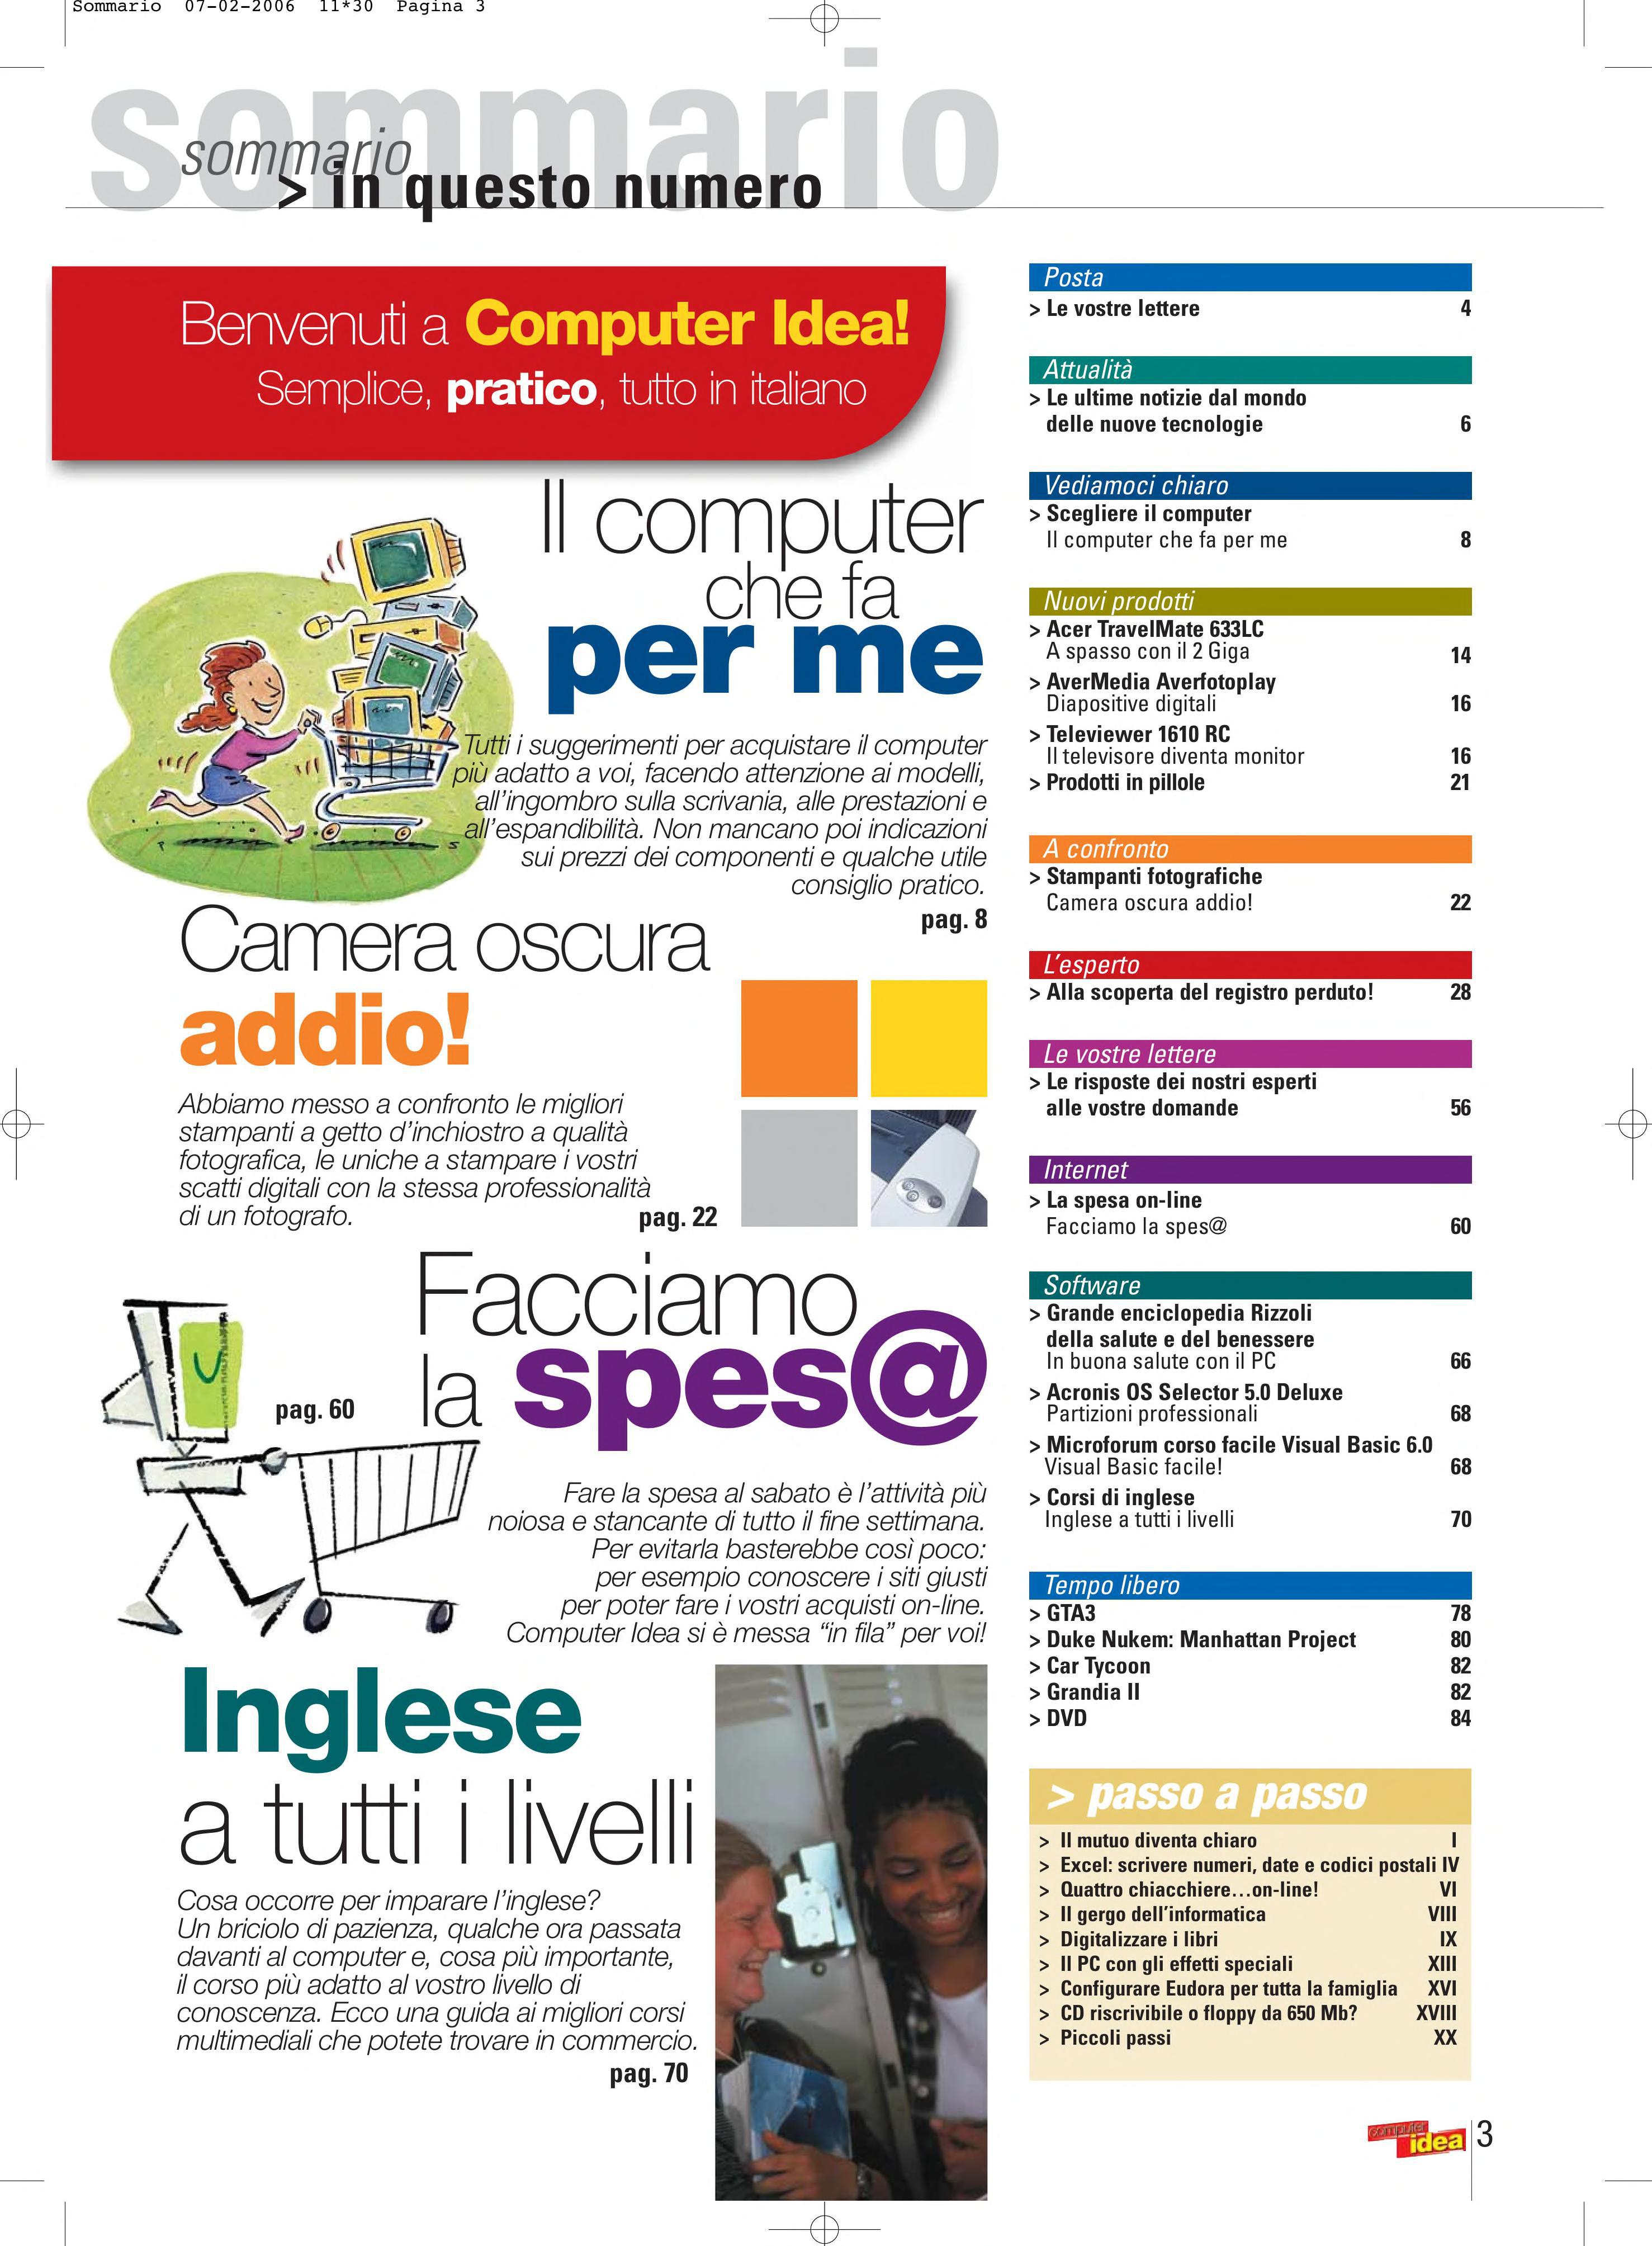 Sommario 07-02-2006 11*30 Pagina 3
sommario
sommario
> in questo numero
Benvenuti a Computer Idea!
Semplice, pratico, tutto in italiano
Il computer
che fa
per me
Tutti i suggerimenti per acquistare il computer
più adatto a voi, facendo attenzione ai modelli,
all'ingombro sulla scrivania, alle prestazioni e
all'espandibilità. Non mancano poi indicazioni
sui prezzi dei componenti e qualche utile
consiglio pratico.
pag. 8
Camera oscura
addio!
Abbiamo messo a confronto le migliori
stampanti a getto d'inchiostro a qualità
fotografica, le uniche a stampare i vostri
scatti digitali con la stessa professionalità
di un fotografo.
pag. 22
Facciamo
la spes@
pag. 60
Fare la spesa al sabato è l'attività più
noiosa e stancante di tutto il fine settimana.
Per evitarla basterebbe così poco:
per esempio conoscere i siti giusti
per poter fare i vostri acquisti on-line.
Computer Idea si è messa “in fila” per voi!
Inglese
a tutti i livelli
Cosa occorre per imparare l'inglese?
Un briciolo di pazienza, qualche ora passata
davanti al computer e, cosa più importante,
il corso più adatto al vostro livello di
conoscenza. Ecco una guida ai migliori corsi
multimediali che potete trovare in commercio.
pag. 70
Posta
> Le vostre lettere 4
Attualità
> Le ultime notizie dal mondo
delle nuove tecnologie 6
Vediamoci chiaro
> Scegliere il computer
Il computer che fa per me 8
Nuovi prodotti
> Acer TravelMate 633LC
A spasso con il 2 Giga 14
> AverMedia Averfotoplay
Diapositive digitali 16
> Televiewer 1610 RC
Il televisore diventa monitor 16
> Prodotti in pillole 21
A confronto
> Stampanti fotografiche
Camera oscura addio! 22
L'esperto
> Alla scoperta del registro perduto! 28
Le vostre lettere
> Le risposte dei nostri esperti
alle vostre domande 56
Internet
> La spesa on-line
Facciamo la spes@ 60
Software
> Grande enciclopedia Rizzoli
della salute e del benessere
In buona salute con il PC 66
> Acronis OS Selector 5.0 Deluxe
Partizioni professionali 68
> Microforum corso facile Visual Basic 6.0
Visual Basic facile! 68
> Corsi di inglese
Inglese a tutti i livelli 70
Tempo libero
> GTA3 78
> Duke Nukem: Manhattan Project 80
> Car Tycoon 82
> Grandia II 82
> DVD 84
> passo a passo
> Il mutuo diventa chiaro I
> Excel: scrivere numeri, date e codici postali IV
> Quattro chiacchiere…on-line! VI
> Il gergo dell'informatica VIII
> Digitalizzare i libri IX
> Il PC con gli effetti speciali XIII
> Configurare Eudora per tutta la famiglia XVI
> CD riscrivibile o floppy da 650 Mb? XVIII
> Piccoli passi XX
computer
idea
3